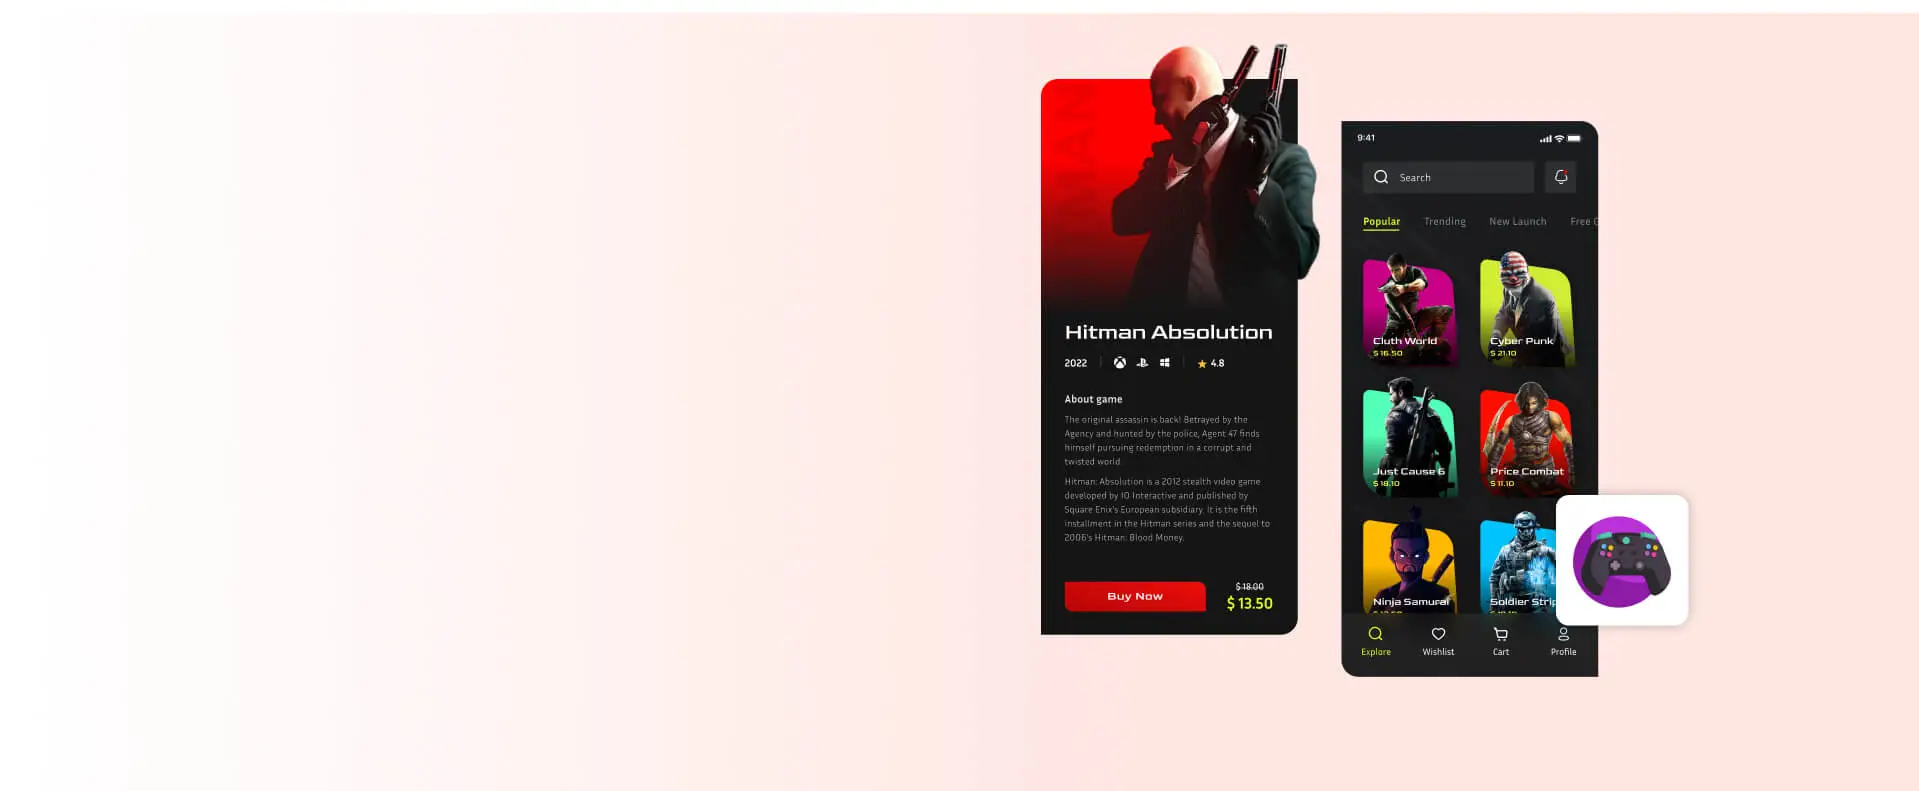 Hitman Absolution
2022
4.8
About game
The original assassin is back! Betrayed by the
Agency and hunted by the police, Agent 47 finds
himself pursuing redemption in a corrupt and
twisted world.
Hitman: Absolution is a 2012 stealth video game
developed by IO Interactive and published by
Square Enix's European subsidiary. It is the fifth
installment in the Hitman series and the sequel to
2006's Hitman: Blood Money.
Buy Now
$ 18.00
$ 13.50
9:41
Search
Popular Trending New Launch Free G
Cluth World
$ 16.50
Cyber Punk
$ 21.10
Just Cause 6
$ 18.10
Price Combat
$ 11.10
Ninja Samurai
Soldier Strip
Explore Wishlist Cart Profile